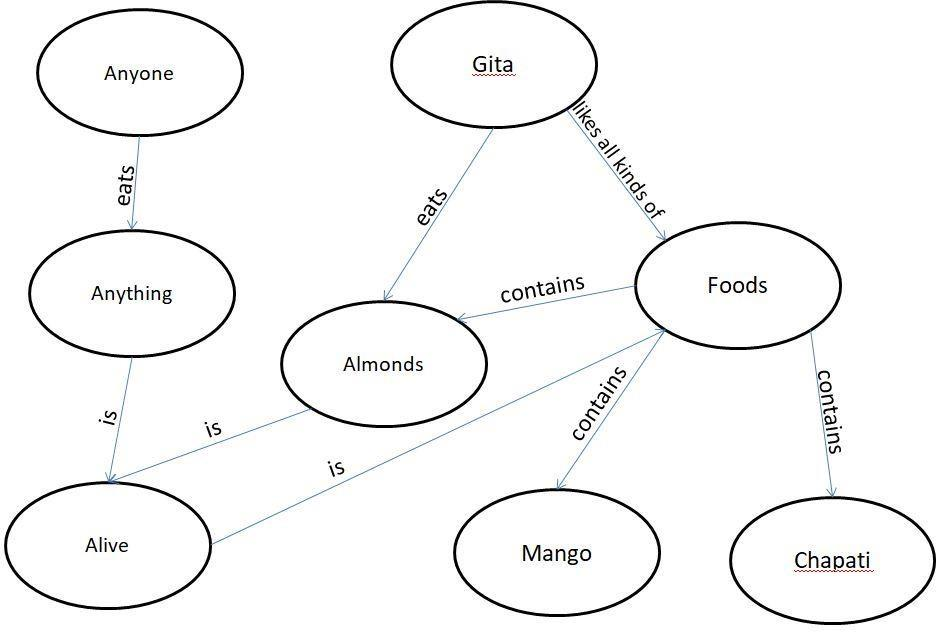 Anyone
Gita
eats
eats
likes all kinds of
Anything
Foods
contains
Almonds
is
is
is
contains
contains
Alive
Mango
Chapati